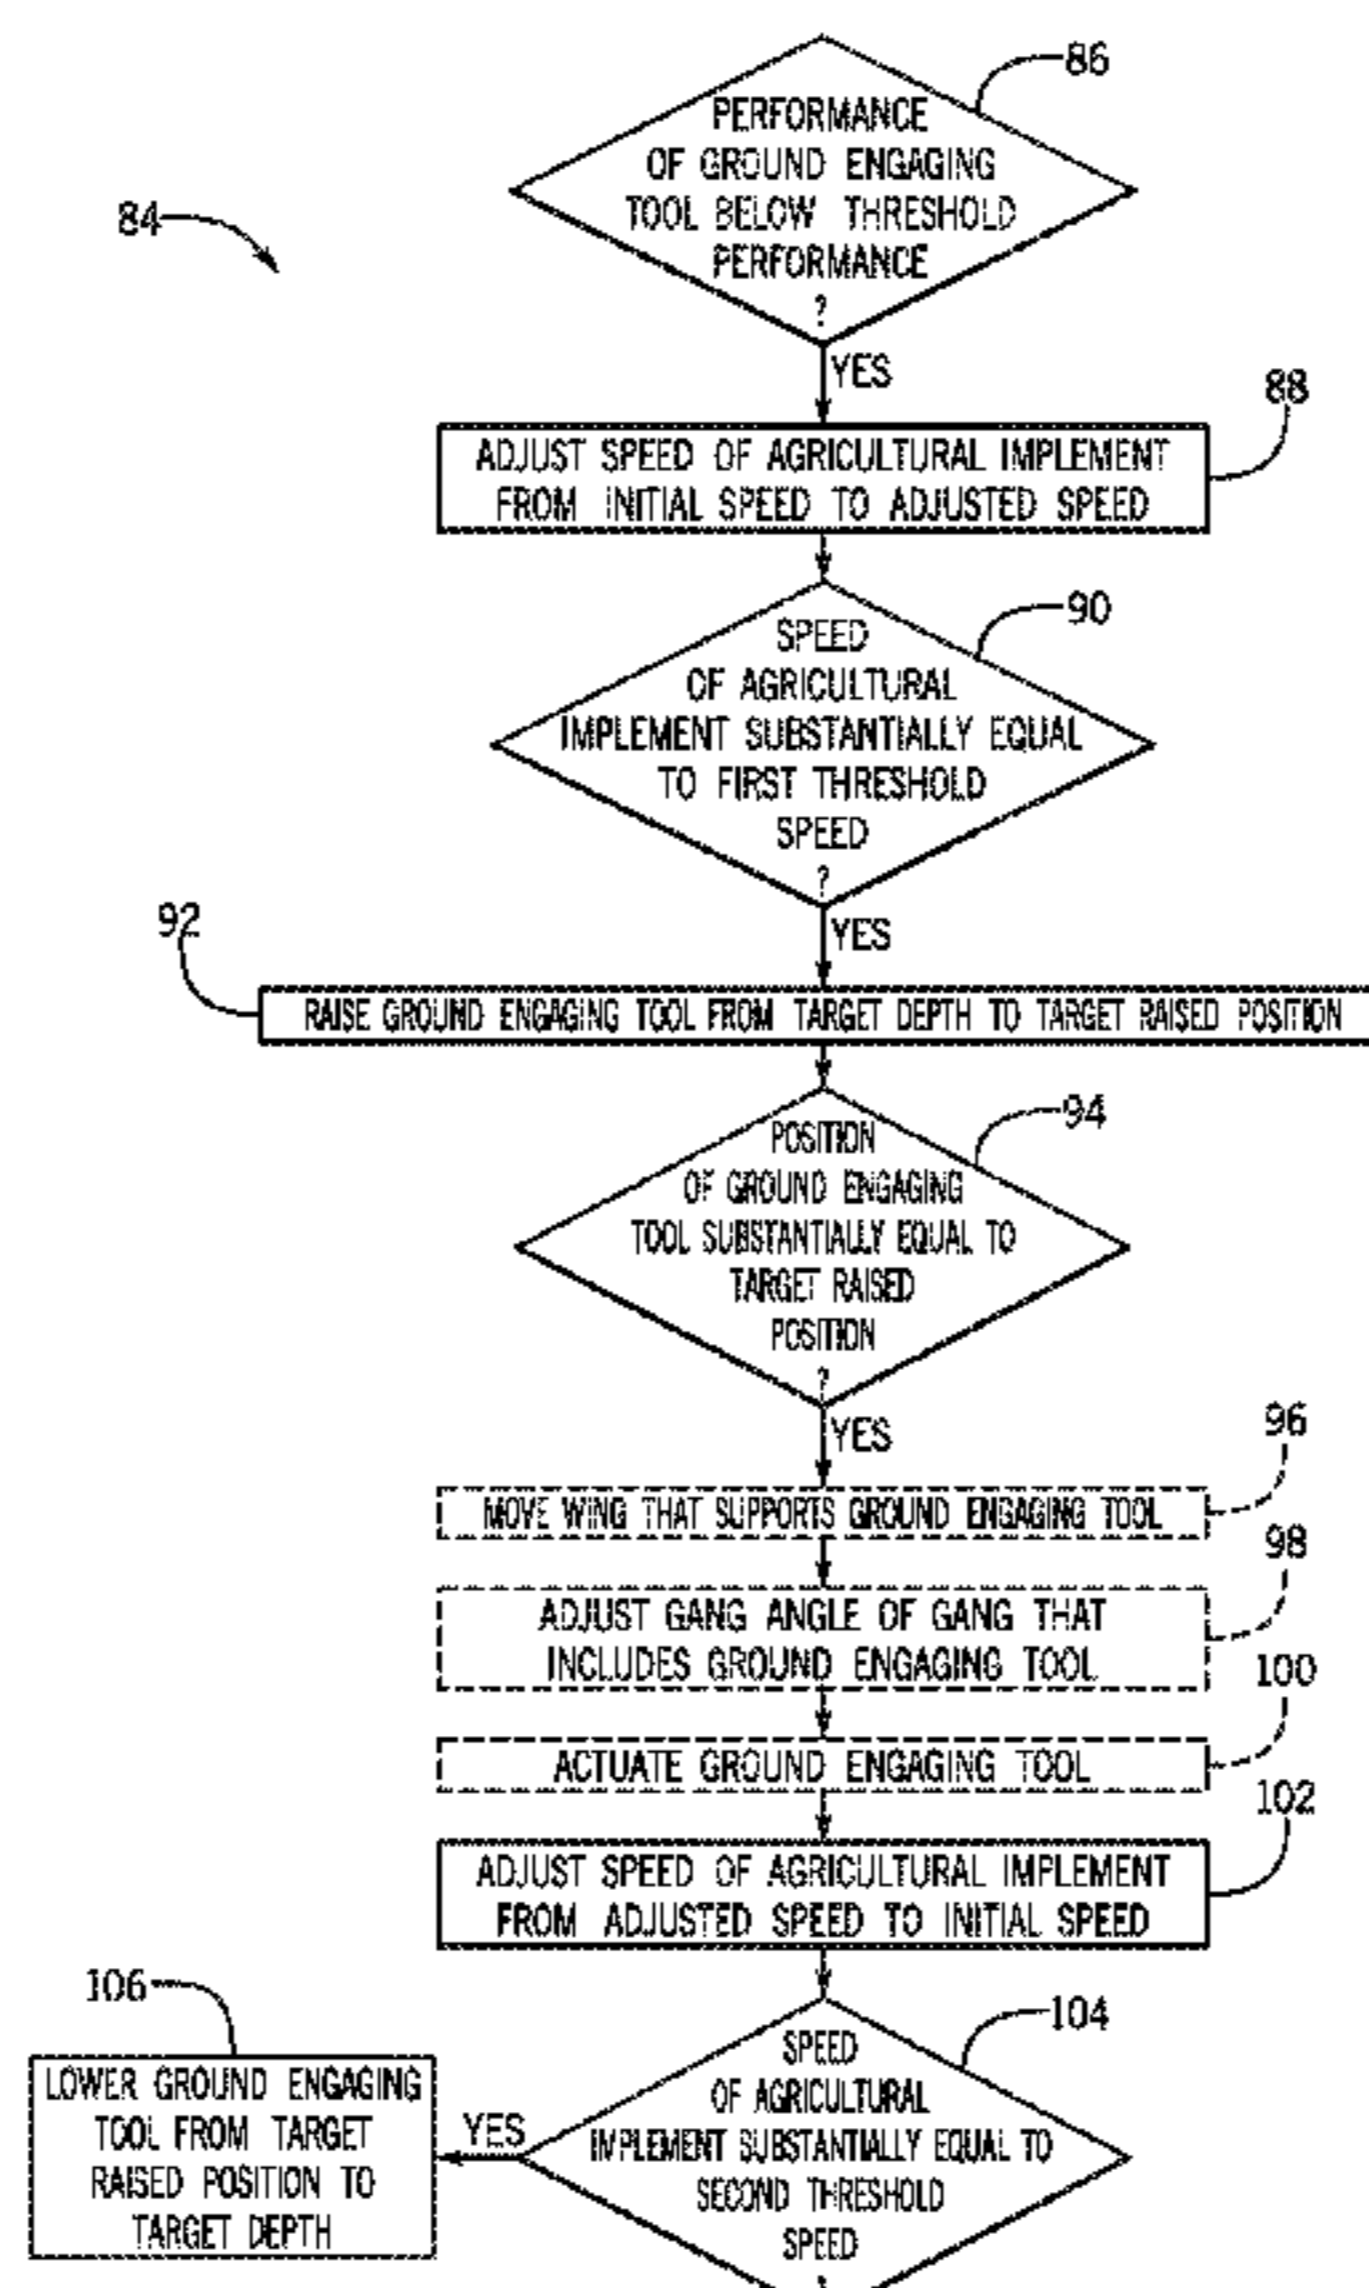 86
PERFORMANCE
OF GROUND ENGAGING
TOOL BELOW THRESHOLD
PERFORMANCE
?
84
YES
88
ADJUST SPEED OF AGRICULTURAL IMPLEMENT
FROM INITIAL SPEED TO ADJUSTED SPEED
90
SPEED
OF AGRICULTURAL
IMPLEMENT SUBSTANTIALLY EQUAL
TO FIRST THRESHOLD
SPEED
?
YES
92
RAISE GROUND ENGAGING TOOL FROM TARGET DEPTH TO TARGET RAISED POSITION
94
POSITION
OF GROUND ENGAGING
TOOL SUBSTANTIALLY EQUAL TO
TARGET RAISED
POSITION
?
YES
96
MOVE WING THAT SUPPORTS GROUND ENGAGING TOOL
98
ADJUST GANG ANGLE OF GANG THAT
INCLUDES GROUND ENGAGING TOOL
100
ACTUATE GROUND ENGAGING TOOL
102
ADJUST SPEED OF AGRICULTURAL IMPLEMENT
FROM ADJUSTED SPEED TO INITIAL SPEED
104
SPEED
OF AGRICULTURAL
IMPLEMENT SUBSTANTIALLY EQUAL TO
SECOND THRESHOLD
SPEED
YES
106
LOWER GROUND ENGAGING
TOOL FROM TARGET
RAISED POSITION TO
TARGET DEPTH